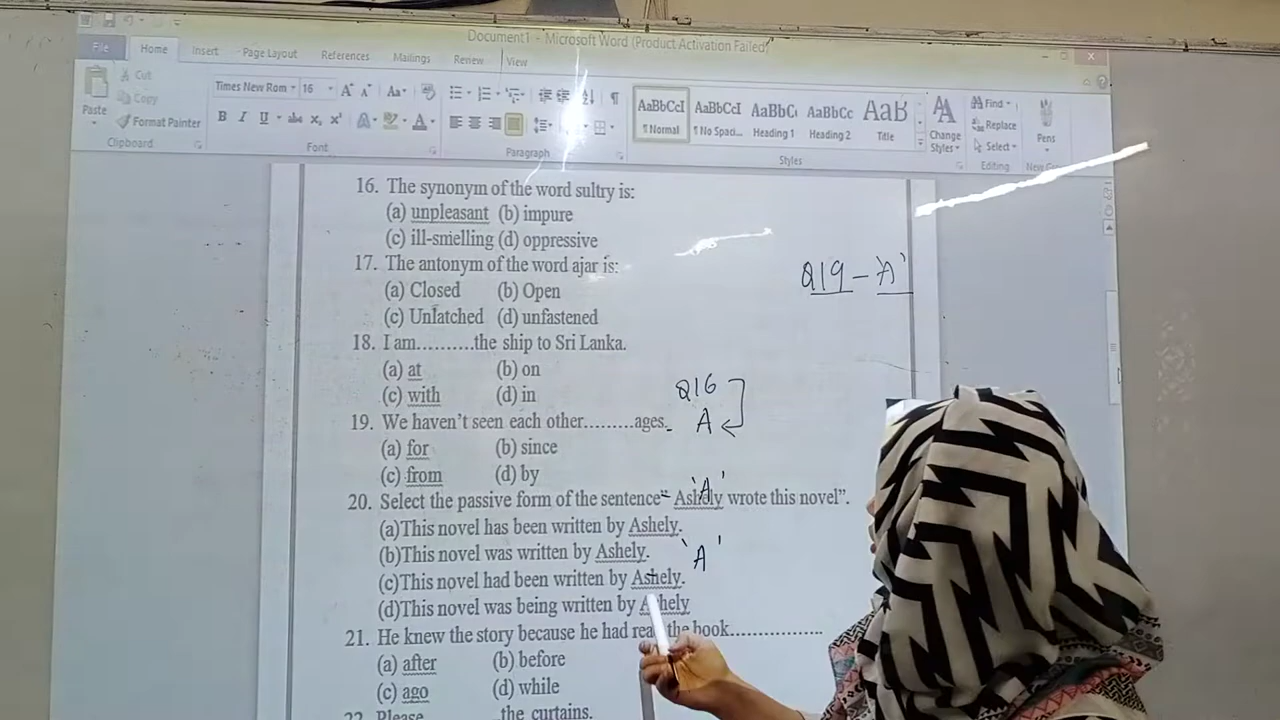 Document1 - Microsoft Word (Product Activation Failed)
File Home Insert Page Layout References Mailings Review View
Paste Cut Copy Format Painter
Times New Rom 16
AaBbCcI AaBbCcI AaBbC AaBbCc AaB
¶ Normal ¶ No Spaci... Heading 1 Heading 2 Title
Change Styles
Find Replace Select
Pens
Clipboard Font Paragraph Styles Editing
16. The synonym of the word sultry is:
(a) unpleasant (b) impure
(c) ill-smelling (d) oppressive
17. The antonym of the word ajar is:
(a) Closed (b) Open
(c) Unlatched (d) unfastened
18. I am.........the ship to Sri Lanka.
(a) at (b) on
(c) with (d) in
19. We haven't seen each other.........ages.
(a) for (b) since
(c) from (d) by
20. Select the passive form of the sentence" Ashely wrote this novel".
(a)This novel has been written by Ashely.
(b)This novel was written by Ashely.
(c)This novel had been written by Ashely.
(d)This novel was being written by Ashely
21. He knew the story because he had read the book.................
(a) after (b) before
(c) ago (d) while
22. Please the curtains.
Q19 - 'A'
Q16
A
'A'
'A'